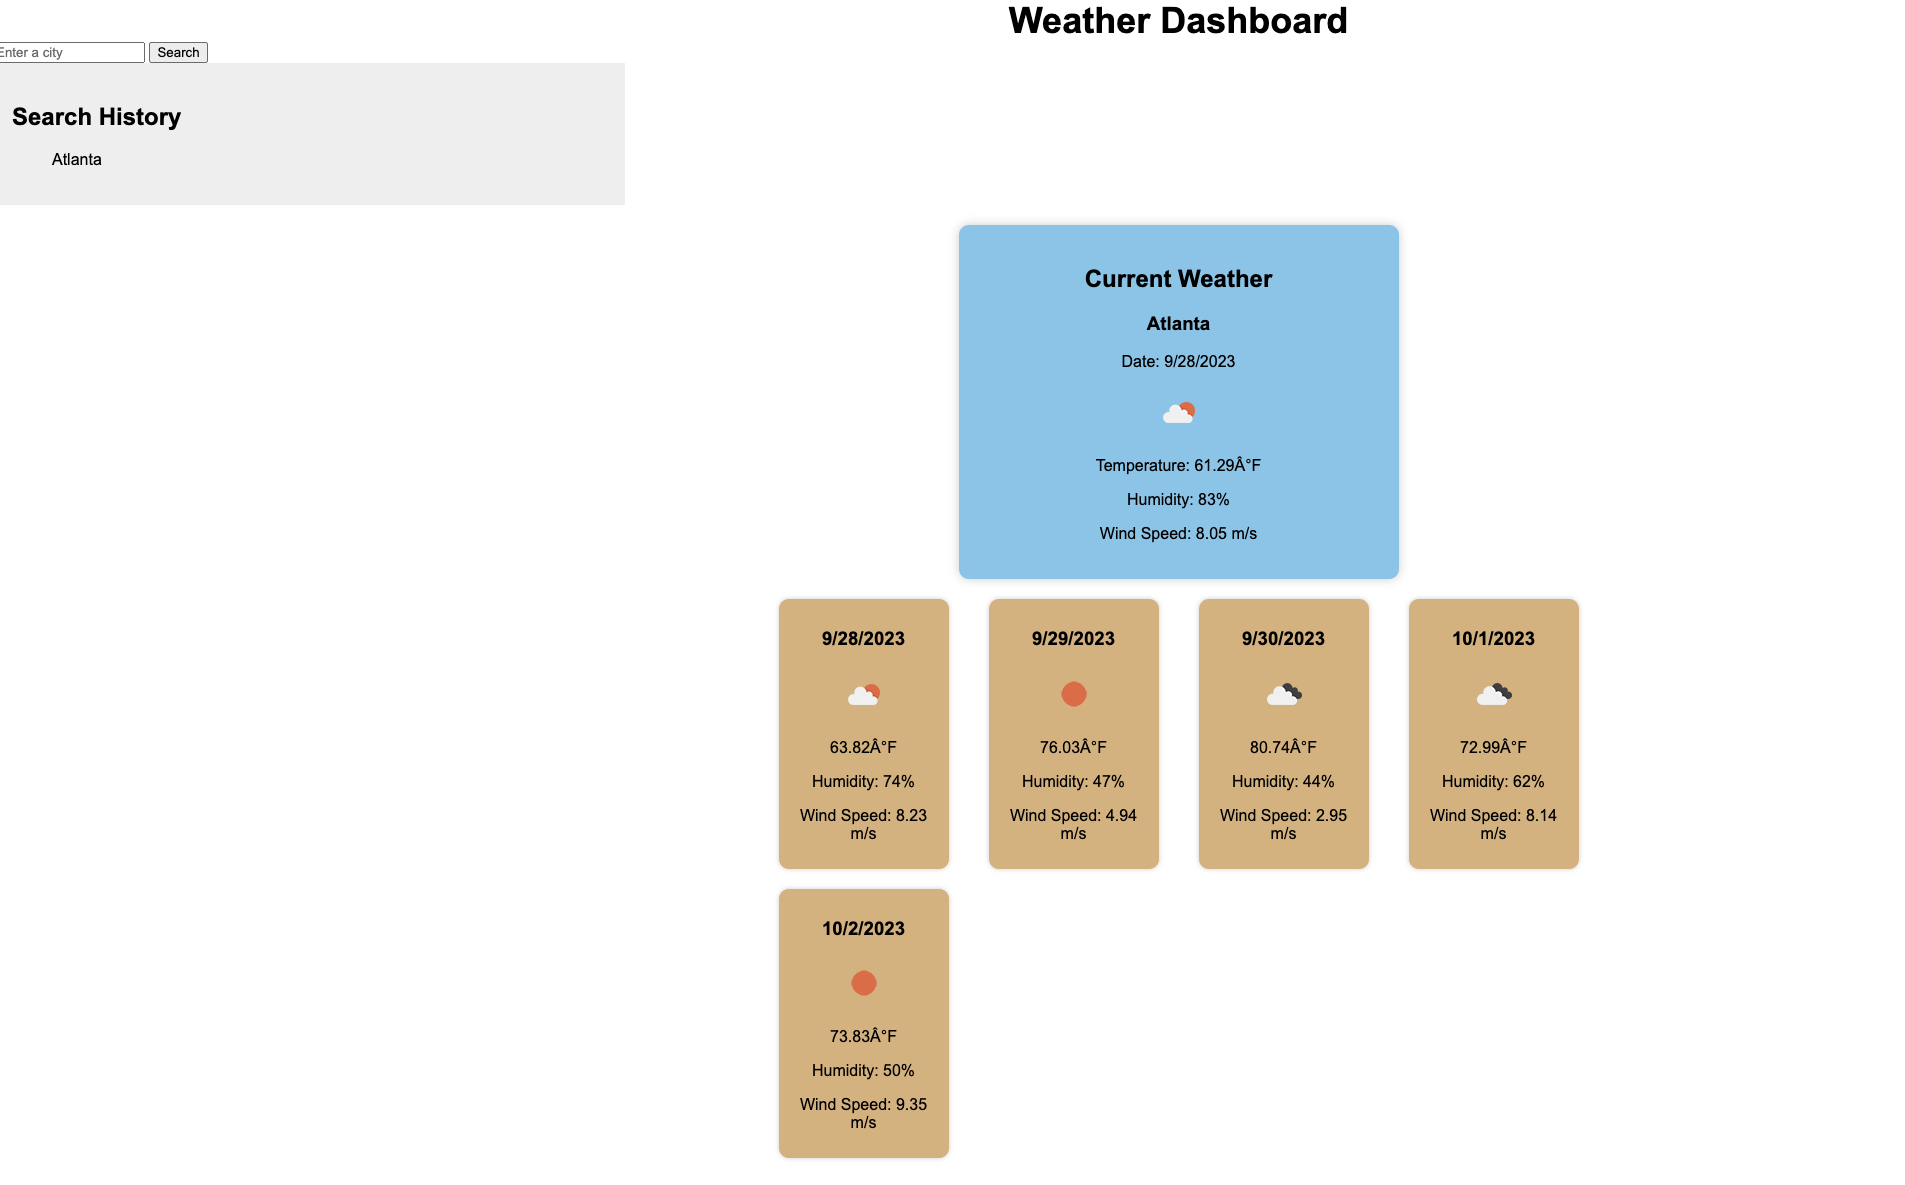 Weather Dashboard
Enter a city Search
Search History
Atlanta
Current Weather
Atlanta
Date: 9/28/2023
Temperature: 61.29Â°F
Humidity: 83%
Wind Speed: 8.05 m/s
9/28/2023
63.82Â°F
Humidity: 74%
Wind Speed: 8.23
m/s
9/29/2023
76.03Â°F
Humidity: 47%
Wind Speed: 4.94
m/s
9/30/2023
80.74Â°F
Humidity: 44%
Wind Speed: 2.95
m/s
10/1/2023
72.99Â°F
Humidity: 62%
Wind Speed: 8.14
m/s
10/2/2023
73.83Â°F
Humidity: 50%
Wind Speed: 9.35
m/s